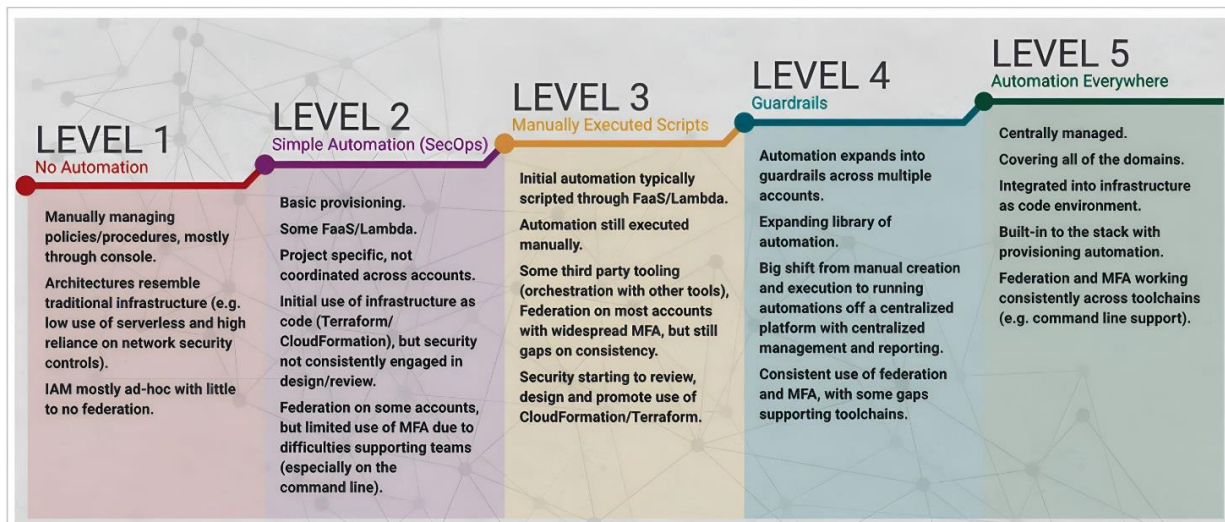 LEVEL 1
No Automation
Manually managing
policies/procedures, mostly
through console.
Architectures resemble
traditional infrastructure (e.g.
low use of serverless and high
reliance on network security
controls).
IAM mostly ad-hoc with little
to no federation.
LEVEL 2
Simple Automation (SecOps)
Basic provisioning.
Some FaaS/Lambda.
Project specific, not
coordinated across accounts.
Initial use of infrastructure as
code (Terraform/
CloudFormation), but security
not consistently engaged in
design/review.
Federation on some accounts,
but limited use of MFA due to
difficulties supporting teams
(especially on the
command line).
LEVEL 3
Manually Executed Scripts
Initial automation typically
scripted through FaaS/Lambda.
Automation still executed
manually.
Some third party tooling
(orchestration with other tools),
Federation on most accounts
with widespread MFA, but still
gaps on consistency.
Security starting to review,
design and promote use of
CloudFormation/Terraform.
LEVEL 4
Guardrails
Automation expands into
guardrails across multiple
accounts.
Expanding library of
automation.
Big shift from manual creation
and execution to running
automations off a centralized
platform with centralized
management and reporting.
Consistent use of federation
and MFA, with some gaps
supporting toolchains.
LEVEL 5
Automation Everywhere
Centrally managed.
Covering all of the domains.
Integrated into infrastructure
as code environment.
Built-in to the stack with
provisioning automation.
Federation and MFA working
consistently across toolchains
(e.g. command line support).